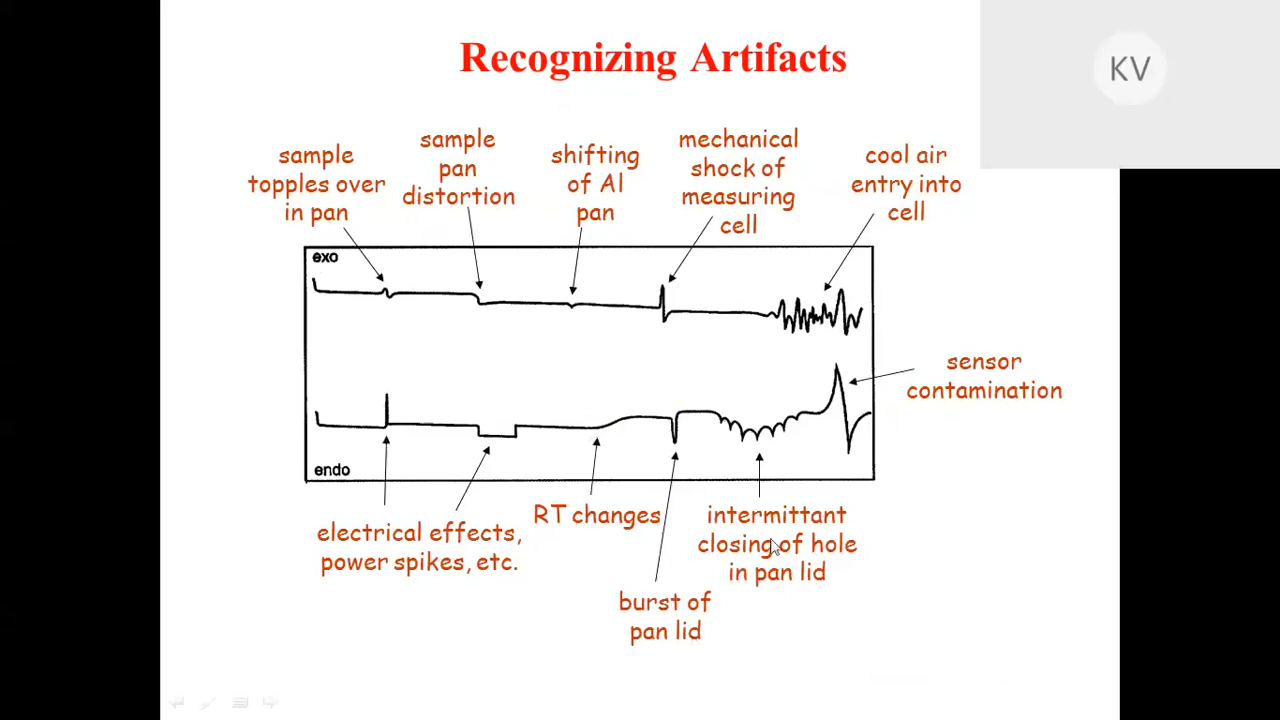 Recognizing Artifacts
KV
sample
topples over
in pan
sample
pan
distortion
shifting
of Al
pan
mechanical
shock of
measuring
cell
cool air
entry into
cell
exo
sensor
contamination
endo
electrical effects,
power spikes, etc.
RT changes
burst of
pan lid
intermittant
closing of hole
in pan lid